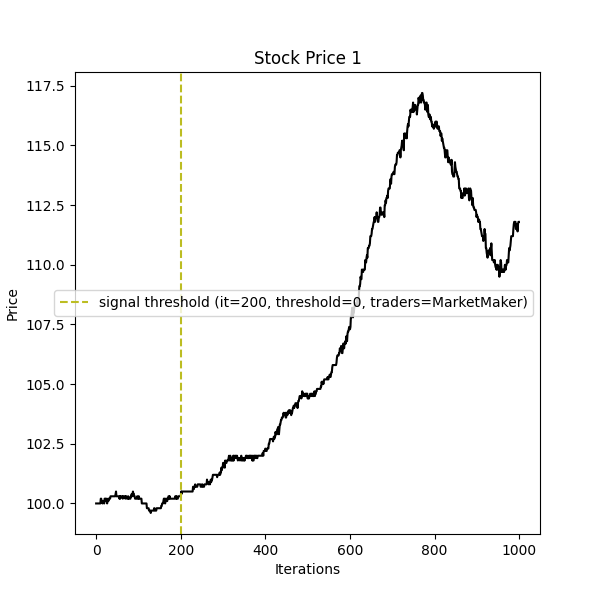 Stock Price 1
117.5
115.0
112.5
110.0
107.5
105.0
102.5
100.0
Price
signal threshold (it=200, threshold=0, traders=MarketMaker)
0 200 400 600 800 1000
Iterations